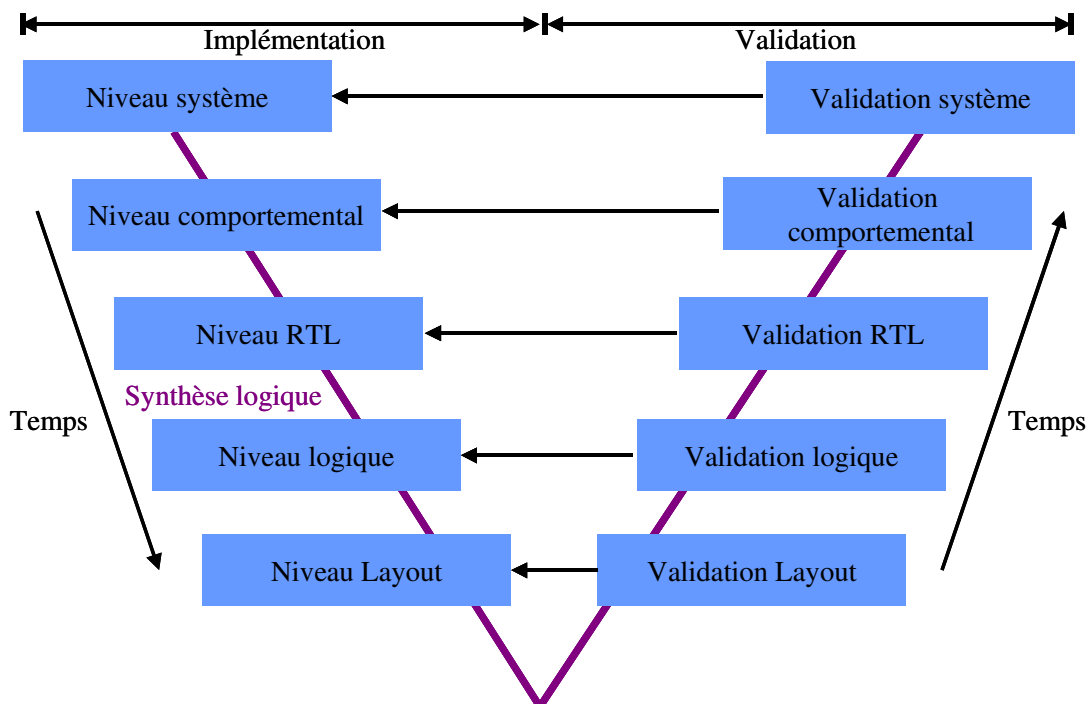 Implémentation
Validation
Niveau système
Validation système
Niveau comportemental
Validation
comportemental
Niveau RTL
Validation RTL
Synthèse logique
Temps
Temps
Niveau logique
Validation logique
Niveau Layout
Validation Layout